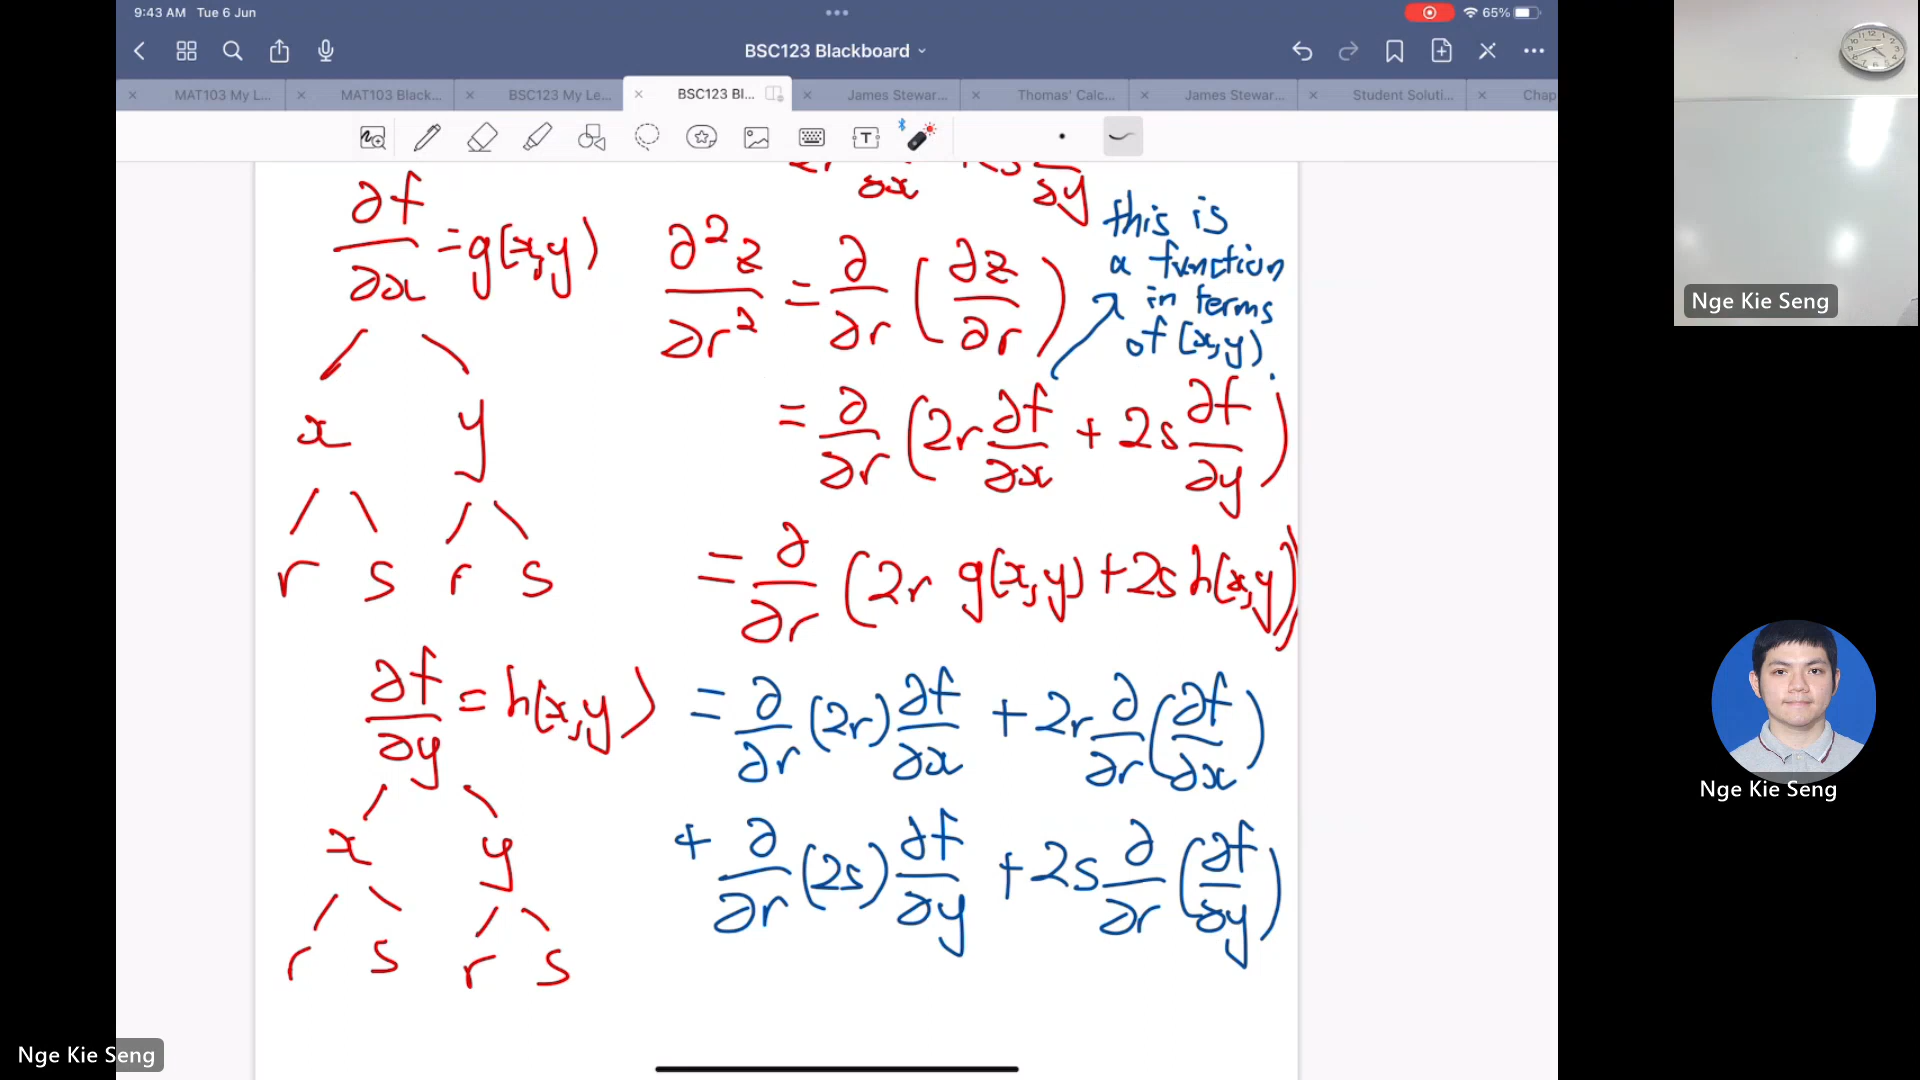 9:43 AM Tue 6 Jun
65%
BSC123 Blackboard
MAT103 My L...
MAT103 Black...
BSC123 My Le...
BSC123 Bl...
James Stewar...
Thomas' Calc...
James Stewar...
Student Soluti...
Chap
∂x ∂y
∂f/∂x = g(x,y)
x y
r s r s
∂f/∂y = h(x,y)
x y
r s r s
this is
a function
in terms
of (x,y).
∂²z/∂r² = ∂/∂r (∂z/∂r)
= ∂/∂r (2r ∂f/∂x + 2s ∂f/∂y)
= ∂/∂r (2r g(x,y) + 2s h(x,y))
= ∂/∂r (2r) ∂f/∂x + 2r ∂/∂r (∂f/∂x)
+ ∂/∂r (2s) ∂f/∂y + 2s ∂/∂r (∂f/∂y)
Nge Kie Seng
Nge Kie Seng
Nge Kie Seng